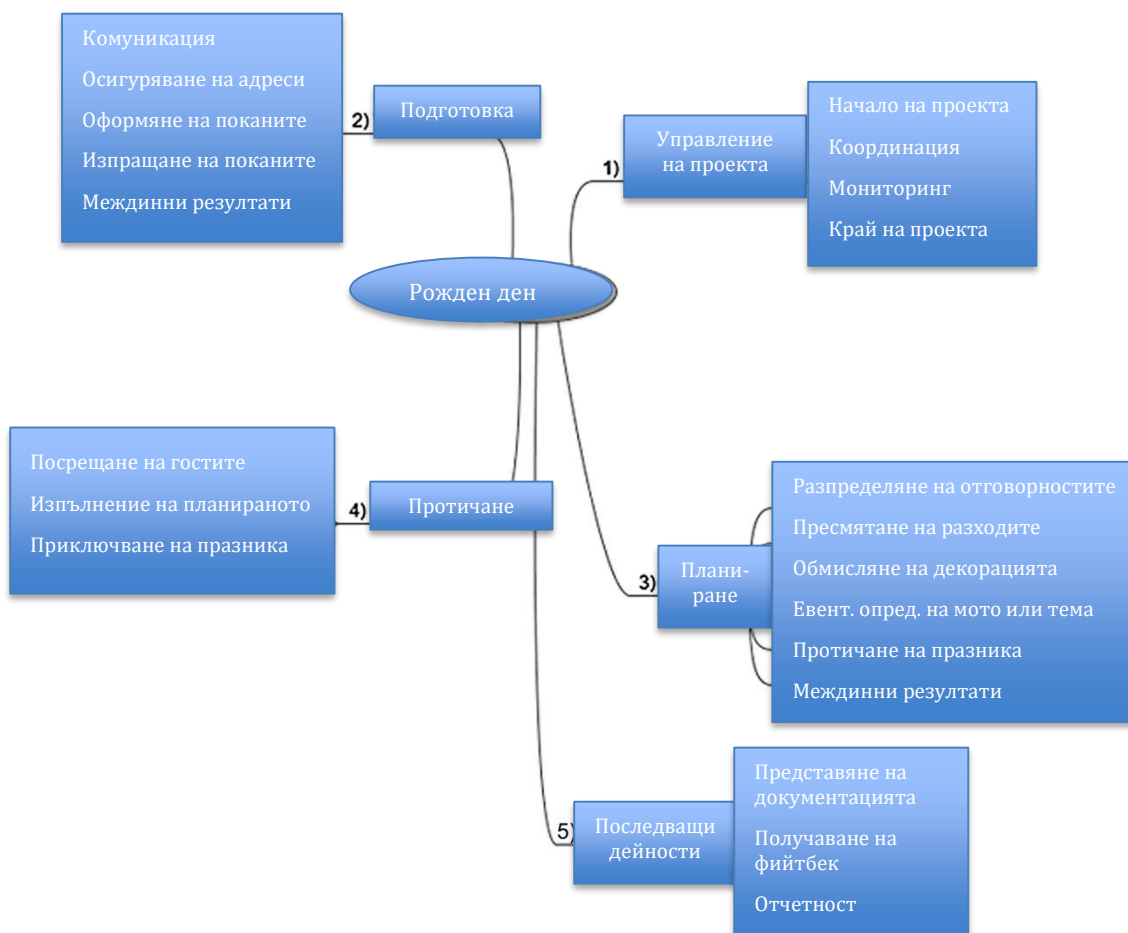 Комуникация
Осигуряване на адреси
Оформяне на поканите
Изпращане на поканите
Междинни резултати
2)
Подготовка
1)
Управление
на проекта
Начало на проекта
Координация
Мониторинг
Край на проекта
Рожден ден
Посрещане на гостите
Изпълнение на планираното
Приключване на празника
4)
Протичане
3)
Плани-
ране
Разпределяне на отговорностите
Пресмятане на разходите
Обмисляне на декорацията
Евент. опред. на мото или тема
Протичане на празника
Междинни резултати
5)
Последващи
дейности
Представяне на
документацията
Получаване на
фийтбек
Отчетност